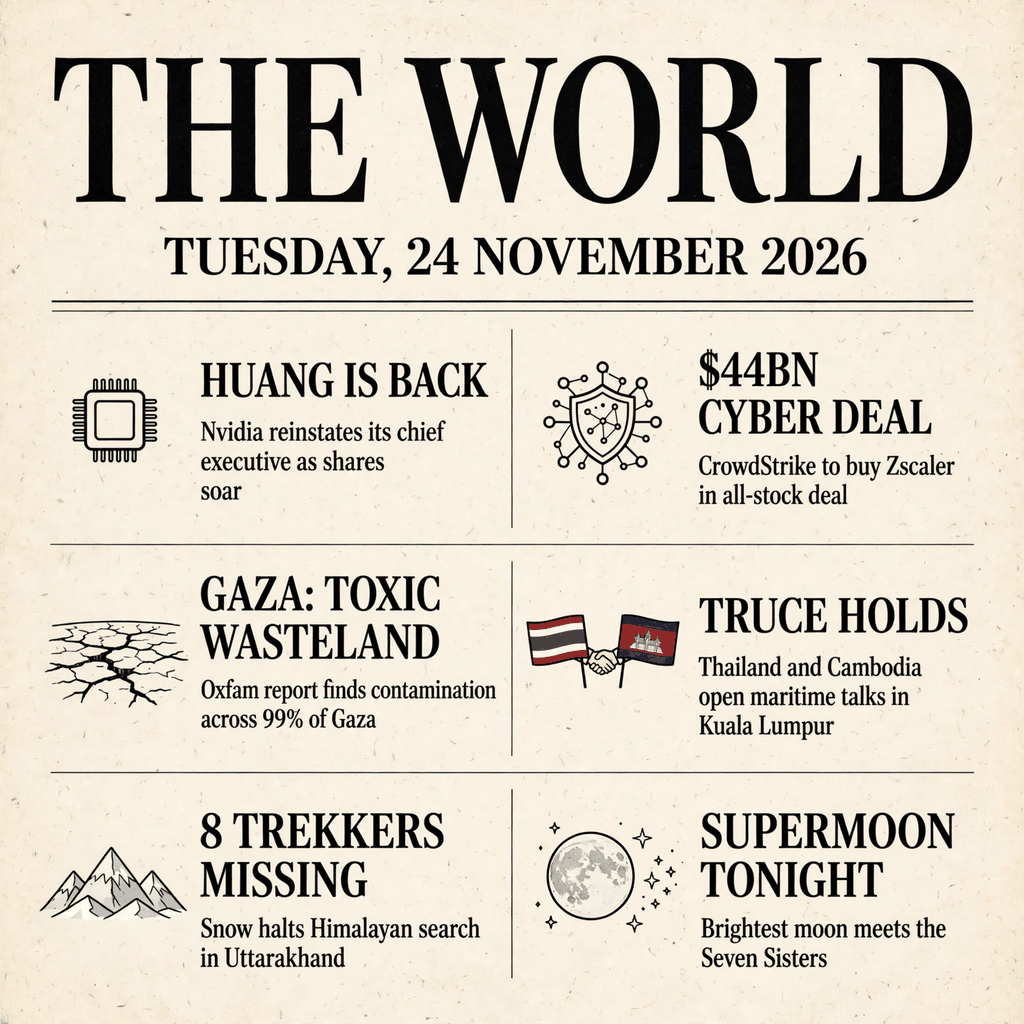 THE WORLD
TUESDAY, 24 NOVEMBER 2026
HUANG IS BACK
Nvidia reinstates its chief
executive as shares
soar
$44BN
CYBER DEAL
CrowdStrike to buy Zscaler
in all-stock deal
GAZA: TOXIC
WASTELAND
Oxfam report finds contamination
across 99% of Gaza
TRUCE HOLDS
Thailand and Cambodia
open maritime talks in
Kuala Lumpur
8 TREKKERS
MISSING
Snow halts Himalayan search
in Uttarakhand
SUPERMOON
TONIGHT
Brightest moon meets the
Seven Sisters